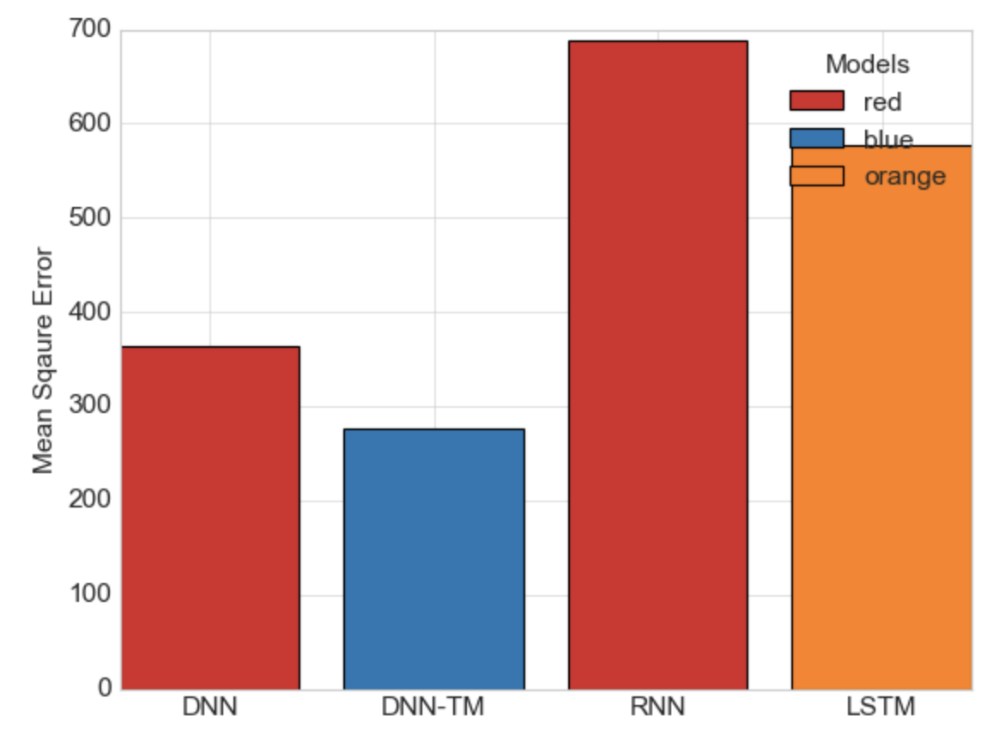 700
600
500
400
300
200
100
0
Mean Sqaure Error
Models
red
blue
orange
DNN DNN-TM RNN LSTM